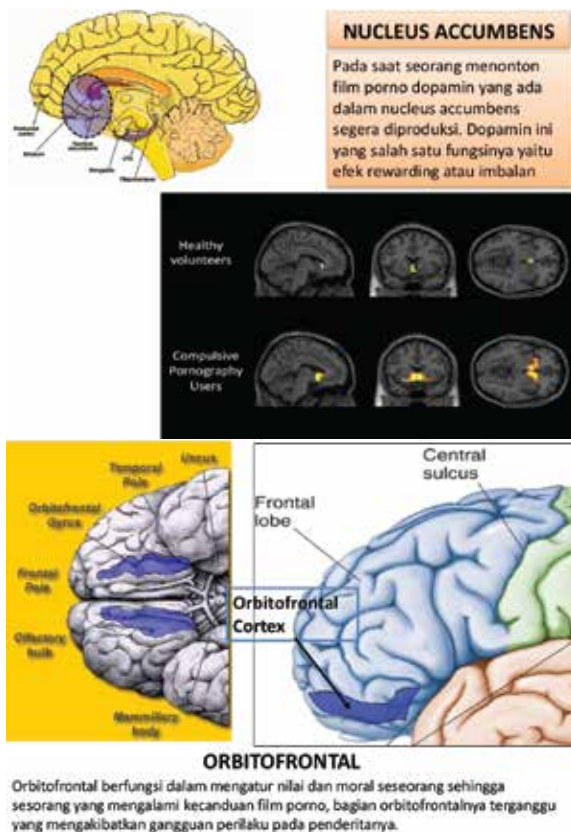 NUCLEUS ACCUMBENS
Pada saat seorang menonton
film porno dopamin yang ada
dalam nucleus accumbens
segera diproduksi. Dopamin ini
yang salah satu fungsinya yaitu
efek rewarding atau imbalan
Healthy
volunteers
Compulsive
Pornography
Users
Uncus
Temporal
Pole
Orbitofrontal
Gyrus
Frontal
Pole
Olfactory
bulb
Mammillary
body
Central
sulcus
Frontal
lobe
Orbitofrontal
Cortex
ORBITOFRONTAL
Orbitofrontal berfungsi dalam mengatur nilai dan moral seseorang sehingga
sesorang yang mengalami kecanduan film porno, bagian orbitofrontalnya terganggu
yang mengakibatkan gangguan perilaku pada penderitanya.